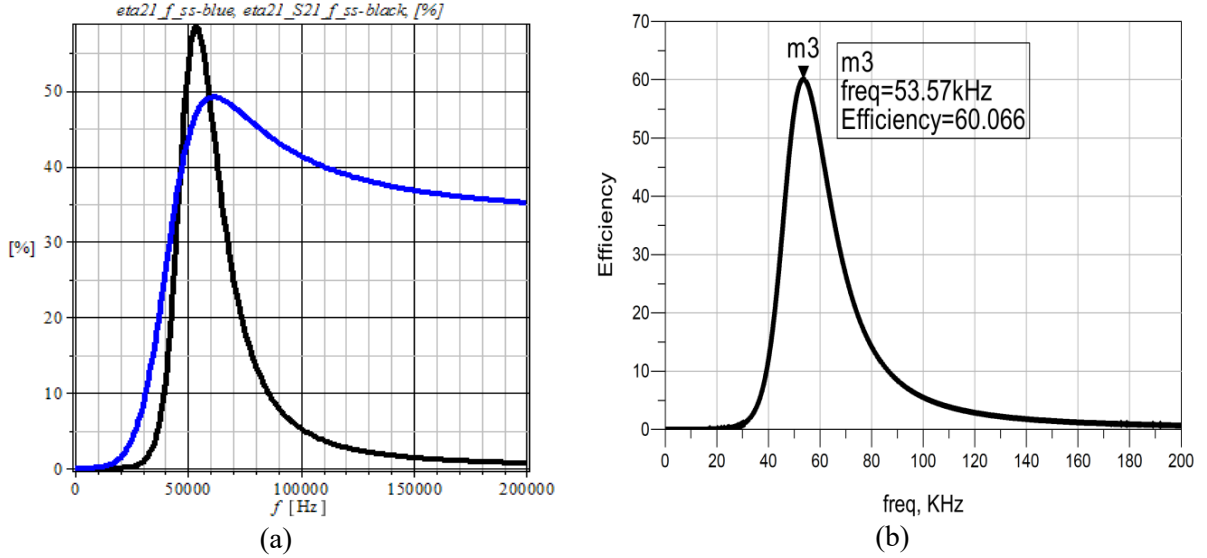 eta21_f_ss-blue, eta21_S21_f_ss-black, [%]
50
40
[%] 30
20
10
0
0 50000 100000 150000 200000
f [Hz]
(a)
70
60
50
40
30
20
10
0
Efficiency
m3
m3
freq=53.57kHz
Efficiency=60.066
0 20 40 60 80 100 120 140 160 180 200
freq, KHz
(b)